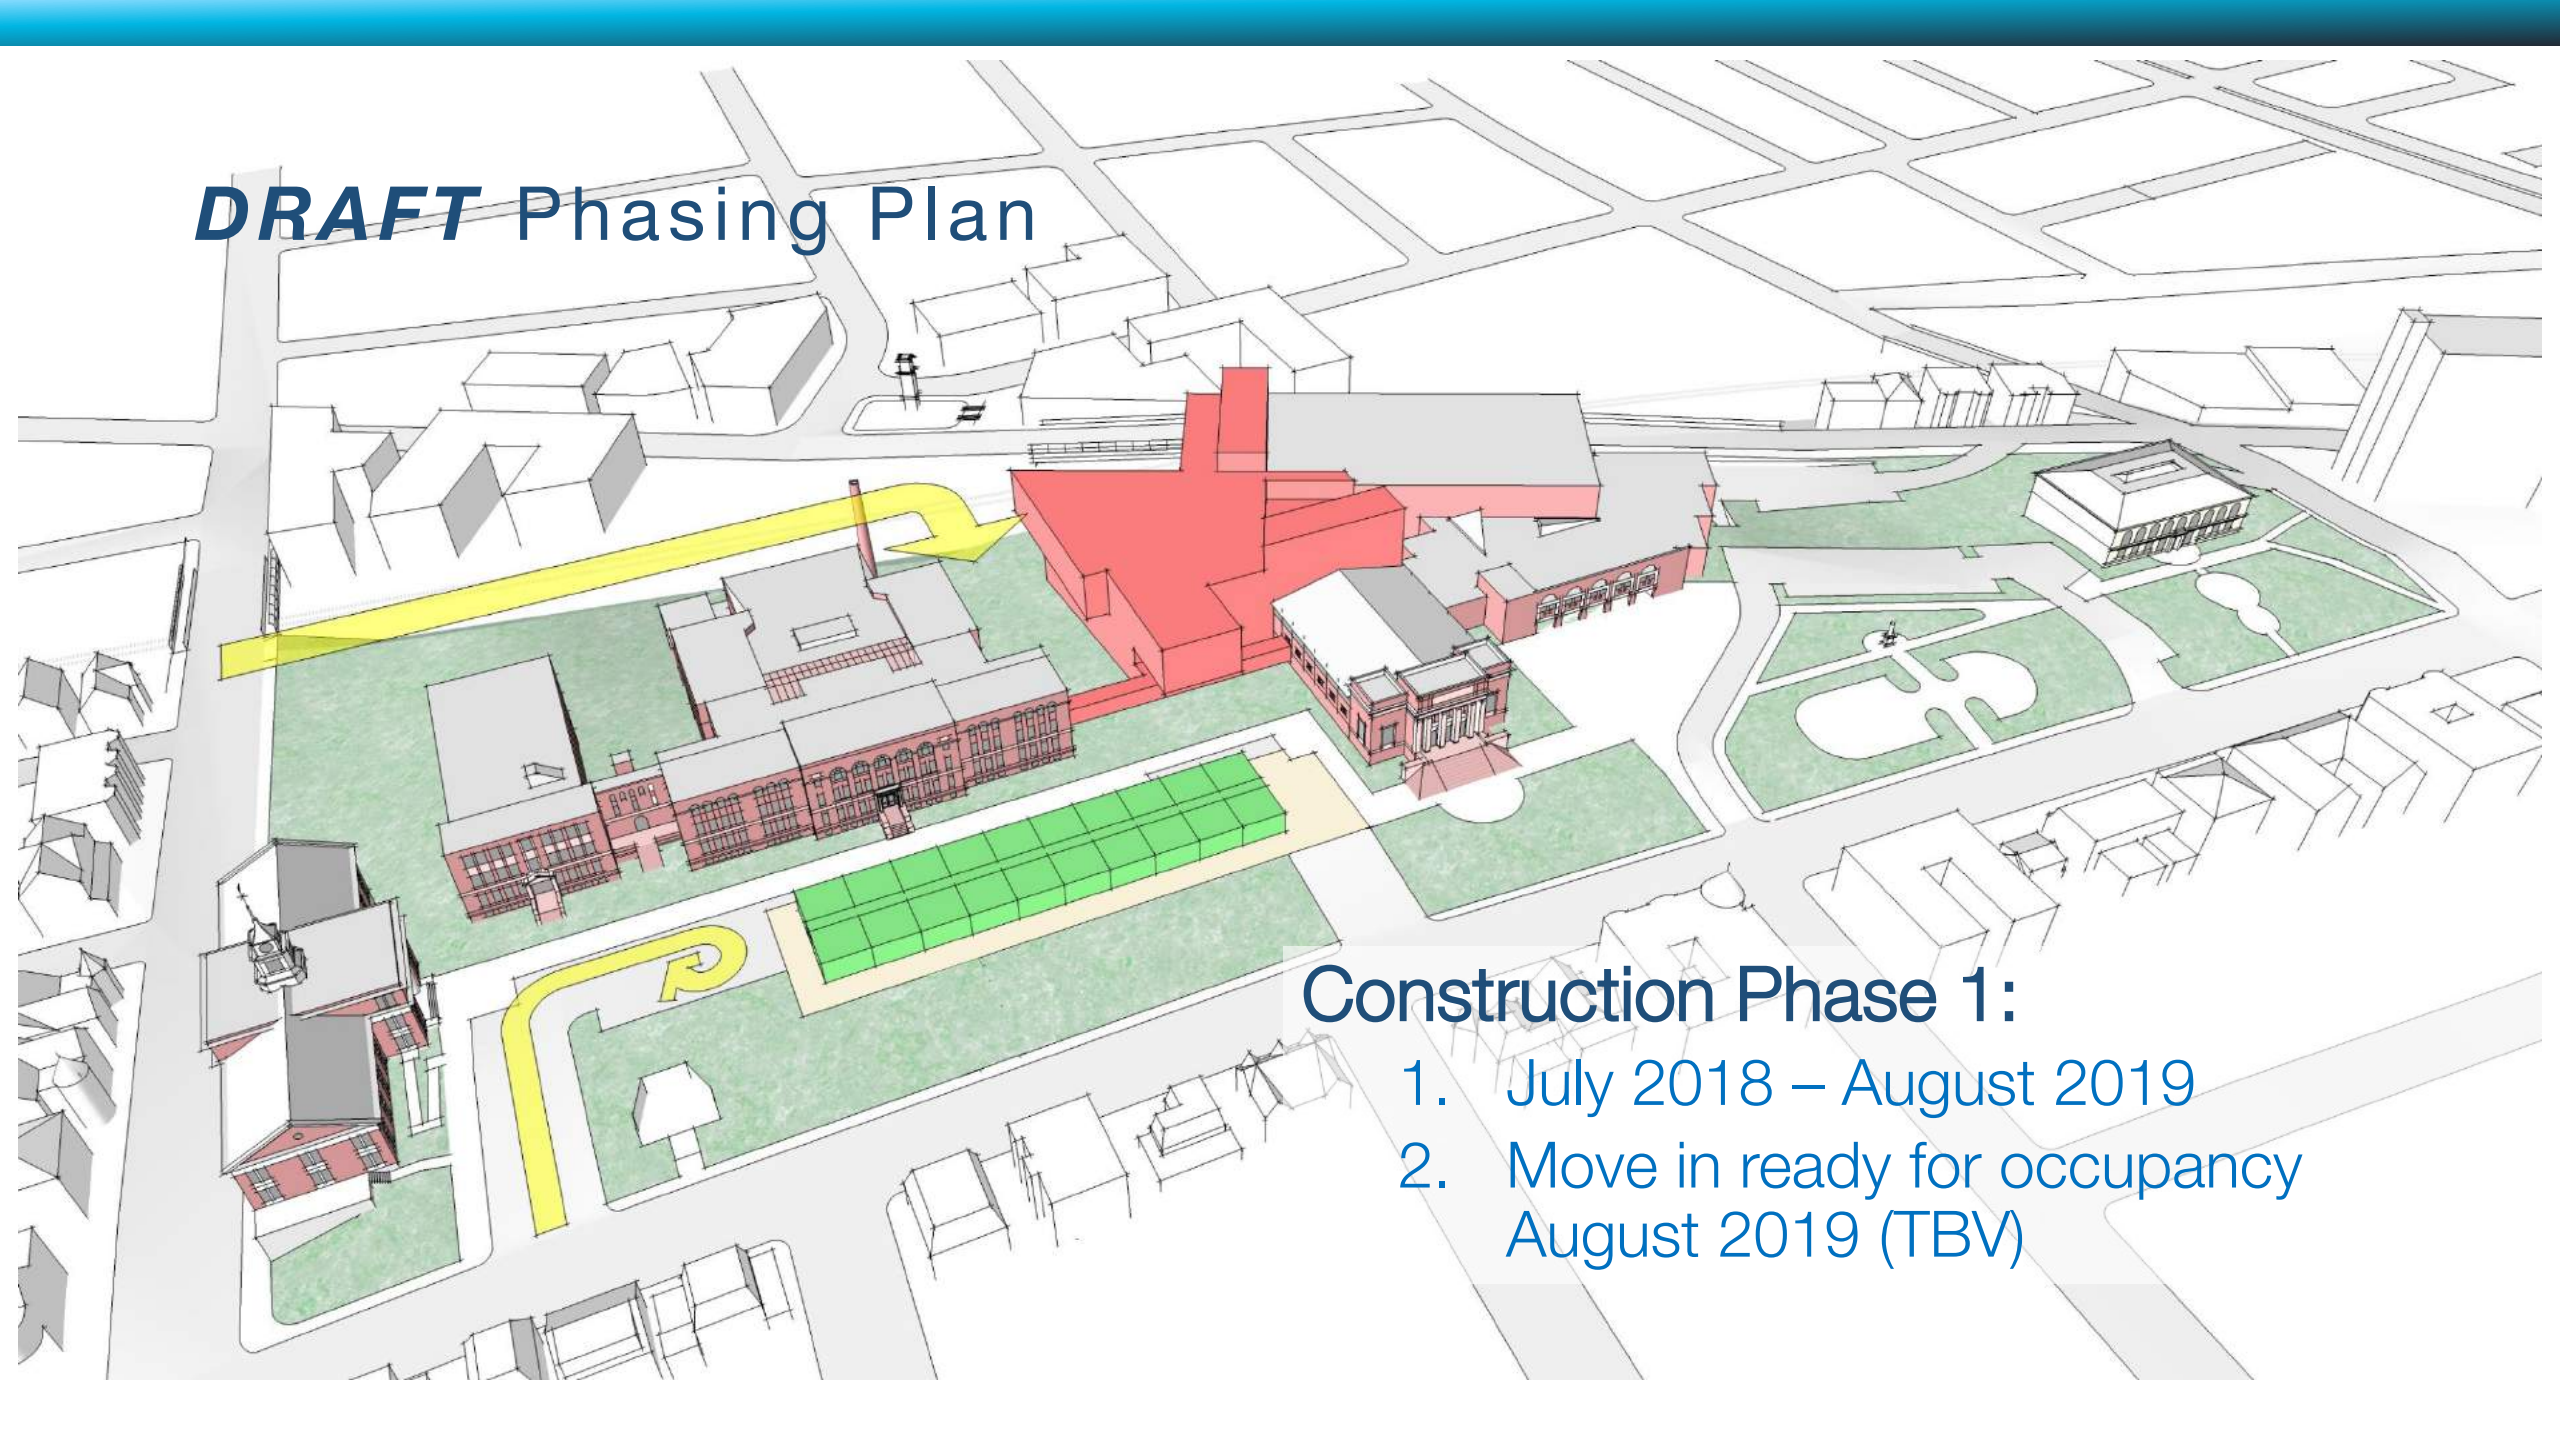 DRAFT Phasing Plan
Construction Phase 1:
1. July 2018 – August 2019
2. Move in ready for occupancy
August 2019 (TBV)